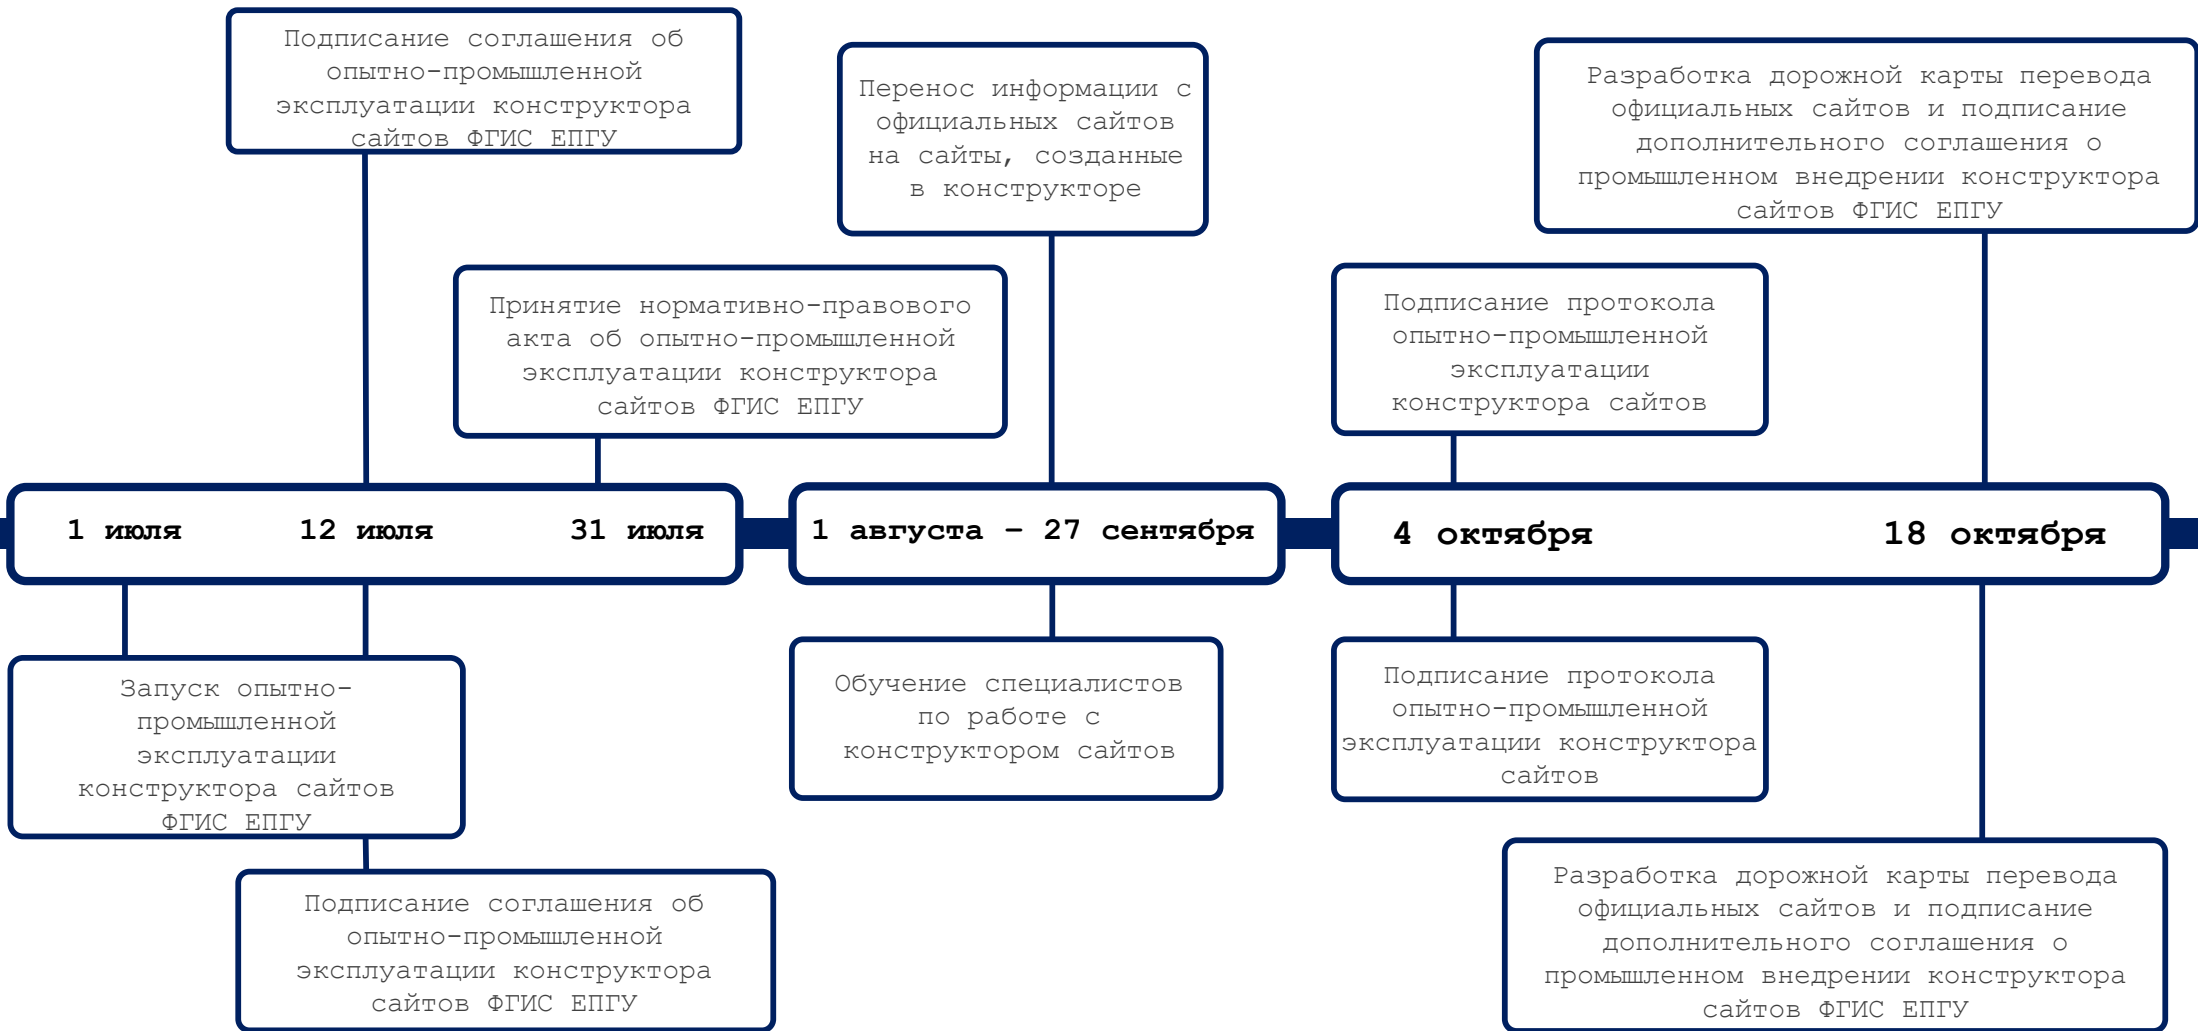 Подписание соглашения об
опытно-промышленной
эксплуатации конструктора
сайтов ФГИС ЕПГУ
Перенос информации с
официальных сайтов
на сайты, созданные
в конструкторе
Разработка дорожной карты перевода
официальных сайтов и подписание
дополнительного соглашения о
промышленном внедрении конструктора
сайтов ФГИС ЕПГУ
Принятие нормативно-правового
акта об опытно-промышленной
эксплуатации конструктора
сайтов ФГИС ЕПГУ
Подписание протокола
опытно-промышленной
эксплуатации
конструктора сайтов
1 июля 12 июля 31 июля
1 августа – 27 сентября
4 октября 18 октября
Запуск опытно-
промышленной
эксплуатации
конструктора сайтов
ФГИС ЕПГУ
Обучение специалистов
по работе с
конструктором сайтов
Подписание протокола
опытно-промышленной
эксплуатации конструктора
сайтов
Подписание соглашения об
опытно-промышленной
эксплуатации конструктора
сайтов ФГИС ЕПГУ
Разработка дорожной карты перевода
официальных сайтов и подписание
дополнительного соглашения о
промышленном внедрении конструктора
сайтов ФГИС ЕПГУ